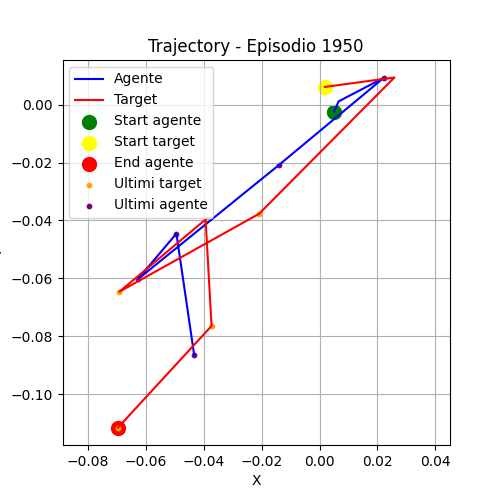 Trajectory - Episodio 1950
Agente
Target
Start agente
Start target
End agente
Ultimi target
Ultimi agente
0.00
−0.02
−0.04
−0.06
−0.08
−0.10
−0.08 −0.06 −0.04 −0.02 0.00 0.02 0.04
X